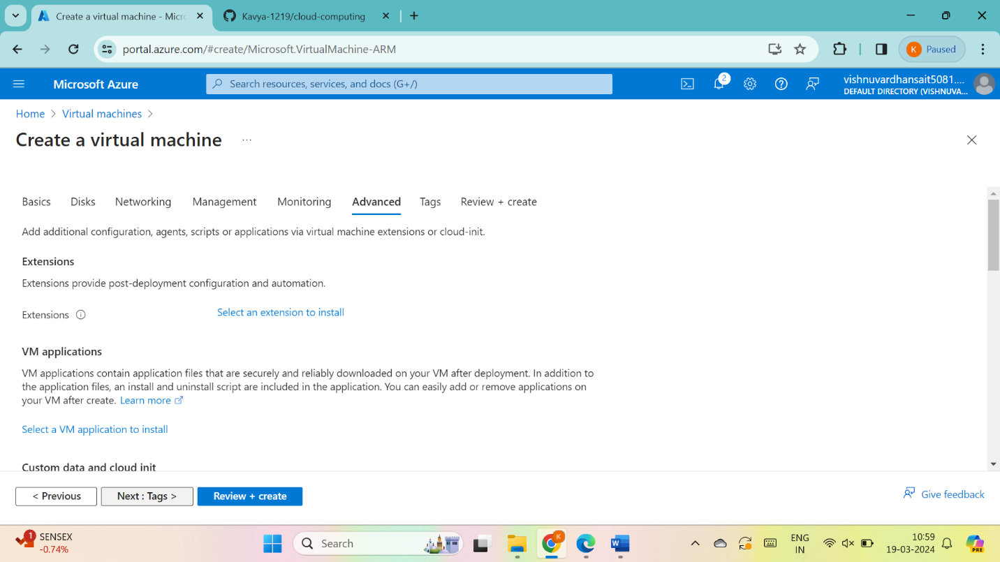 Create a virtual machine - Micro
Kavya-1219/cloud-computing
portal.azure.com/#create/Microsoft.VirtualMachine-ARM
K
Paused
Microsoft Azure
Search resources, services, and docs (G+/)
2
vishnuvardhansait5081....
DEFAULT DIRECTORY (VISHNUVA...
Home > Virtual machines >
Create a virtual machine ...
Basics
Disks
Networking
Management
Monitoring
Advanced
Tags
Review + create
Add additional configuration, agents, scripts or applications via virtual machine extensions or cloud-init.
Extensions
Extensions provide post-deployment configuration and automation.
Extensions
Select an extension to install
VM applications
VM applications contain application files that are securely and reliably downloaded on your VM after deployment. In addition to
the application files, an install and uninstall script are included in the application. You can easily add or remove applications on
your VM after create. Learn more
Select a VM application to install
Custom data and cloud init
< Previous
Next : Tags >
Review + create
Give feedback
1
SENSEX
-0.74%
Search
K
W
ENG
IN
10:59
19-03-2024
PRE